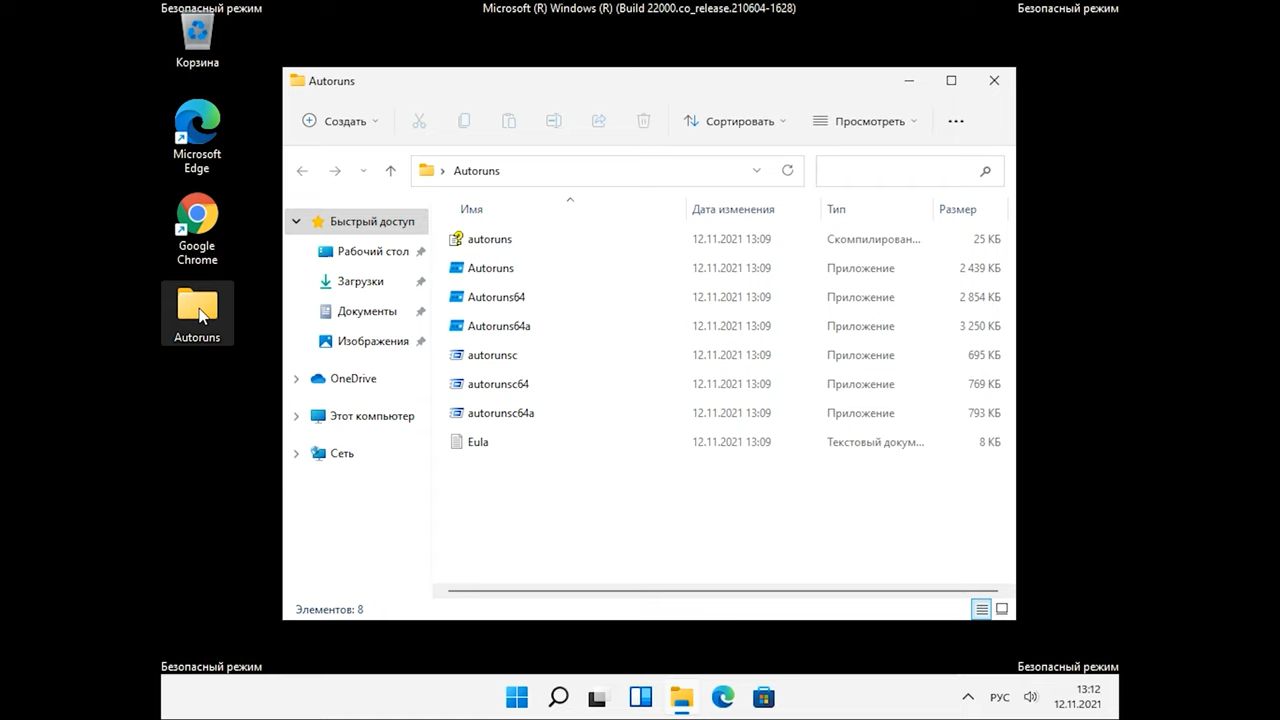 Безопасный режим
Microsoft (R) Windows (R) (Build 22000.co_release.210604-1628)
Безопасный режим
Корзина
Microsoft
Edge
Google
Chrome
Autoruns
Autoruns
Создать
Сортировать
Просмотреть
Autoruns
Быстрый доступ
Рабочий стол
Загрузки
Документы
Изображения
OneDrive
Этот компьютер
Сеть
Имя Дата изменения Тип Размер
autoruns 12.11.2021 13:09 Скомпилирован... 25 КБ
Autoruns 12.11.2021 13:09 Приложение 2 439 КБ
Autoruns64 12.11.2021 13:09 Приложение 2 854 КБ
Autoruns64a 12.11.2021 13:09 Приложение 3 250 КБ
autorunsc 12.11.2021 13:09 Приложение 695 КБ
autorunsc64 12.11.2021 13:09 Приложение 769 КБ
autorunsc64a 12.11.2021 13:09 Приложение 793 КБ
Eula 12.11.2021 13:09 Текстовый докум... 8 КБ
Элементов: 8
Безопасный режим
Безопасный режим
РУС
13:12
12.11.2021